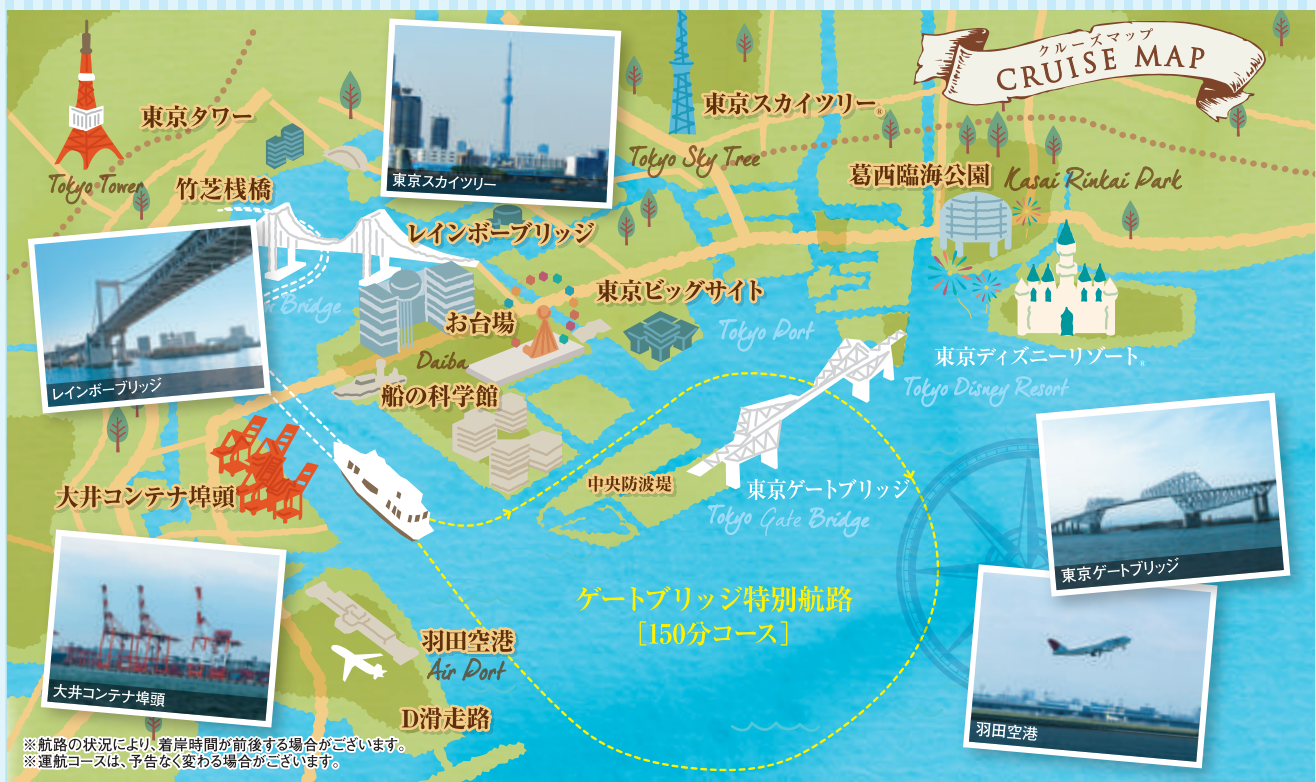 クルーズマップ
CRUISE MAP
東京タワー
Tokyo Tower
竹芝桟橋
東京スカイツリー
東京スカイツリー®
Tokyo Sky Tree
葛西臨海公園
Kasai Rinkai Park
レインボーブリッジ
Bridge
レインボーブリッジ
東京ビッグサイト
お台場
Daiba
Tokyo Port
船の科学館
東京ディズニーリゾート®
Tokyo Disney Resort
大井コンテナ埠頭
中央防波堤
東京ゲートブリッジ
Tokyo Gate Bridge
東京ゲートブリッジ
ゲートブリッジ特別航路
[150分コース]
羽田空港
Air Port
D滑走路
大井コンテナ埠頭
羽田空港
※航路の状況により、着岸時間が前後する場合がございます。
※運航コースは、予告なく変わる場合がございます。